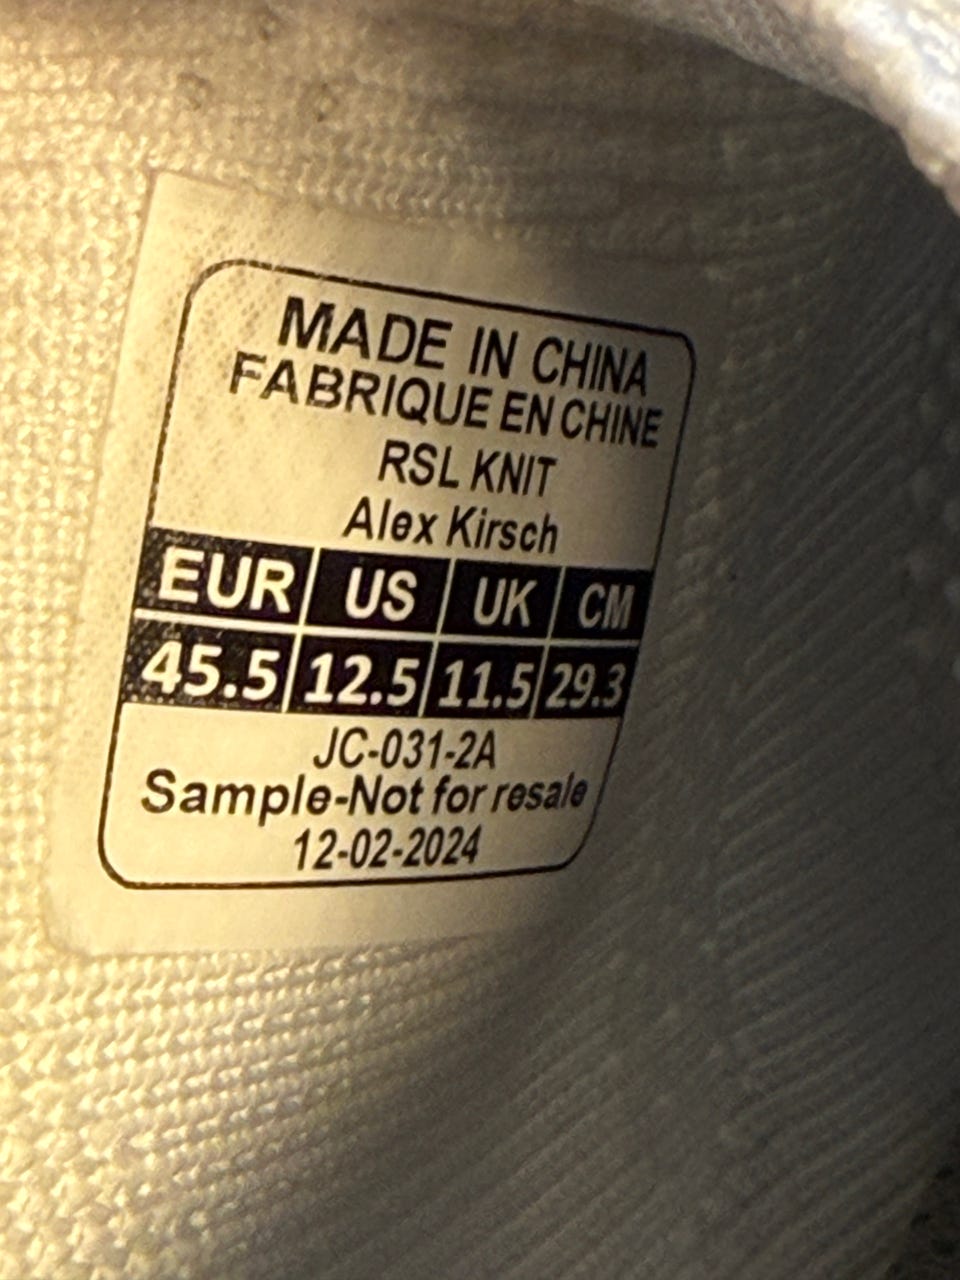 MADE IN CHINA
FABRIQUE EN CHINE
RSL KNIT
Alex Kirsch
EUR US UK CM
45.5 12.5 11.5 29.3
JC-031-2A
Sample-Not for resale
12-02-2024